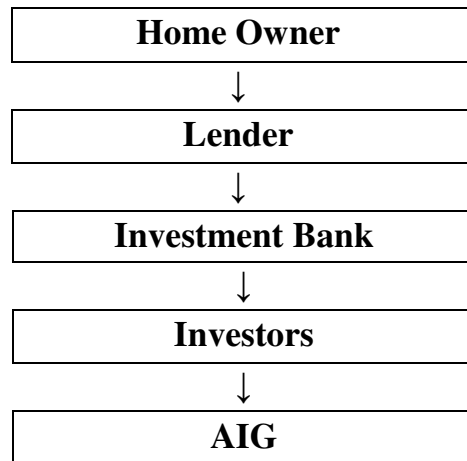 Home Owner
↓
Lender
↓
Investment Bank
↓
Investors
↓
AIG